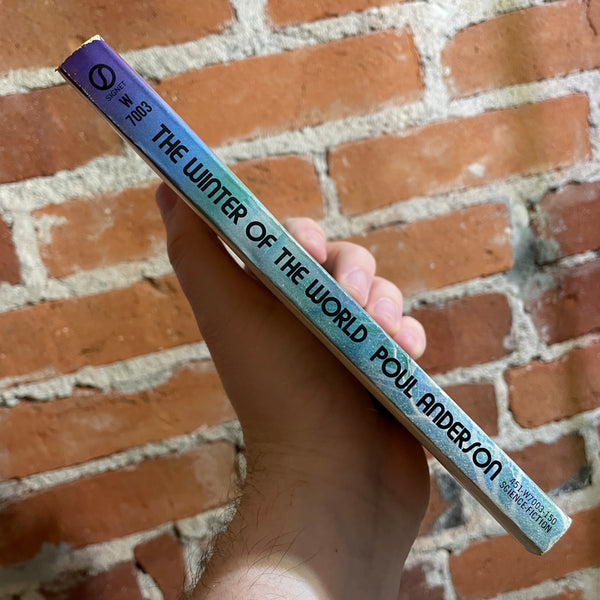 SIGNET
W
7003
THE WINTER OF THE WORLD POUL ANDERSON
451-W7003-150
SCIENCE-FICTION